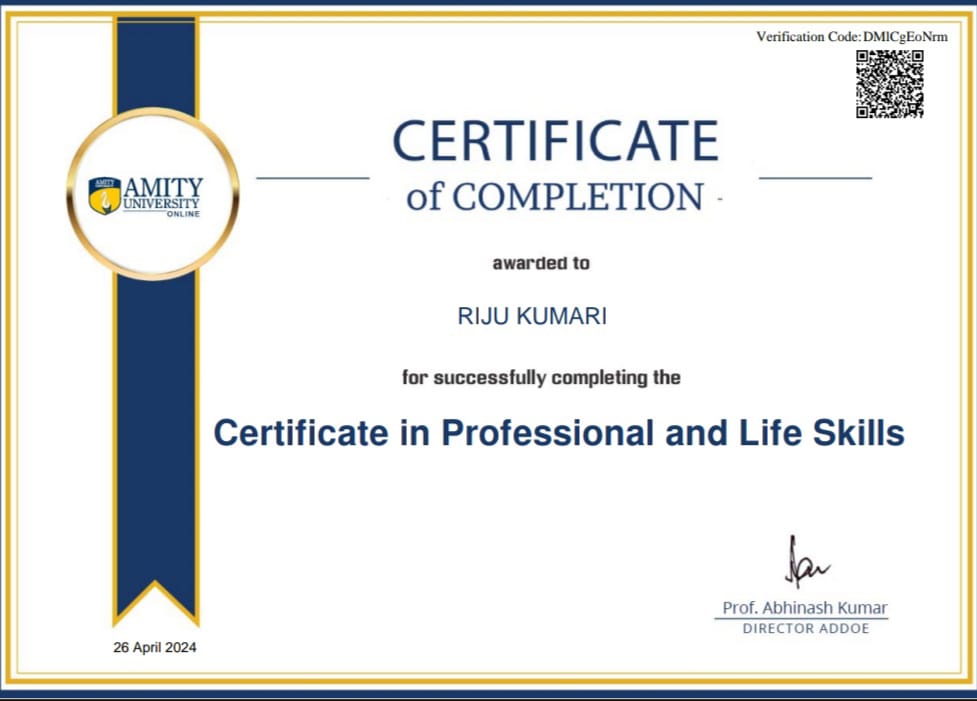 Verification Code: DMlCgEoNrm
CERTIFICATE
of COMPLETION -
AMITY
AMITY
UNIVERSITY
ONLINE
awarded to
RIJU KUMARI
for successfully completing the
Certificate in Professional and Life Skills
Prof. Abhinash Kumar
DIRECTOR ADDOE
26 April 2024